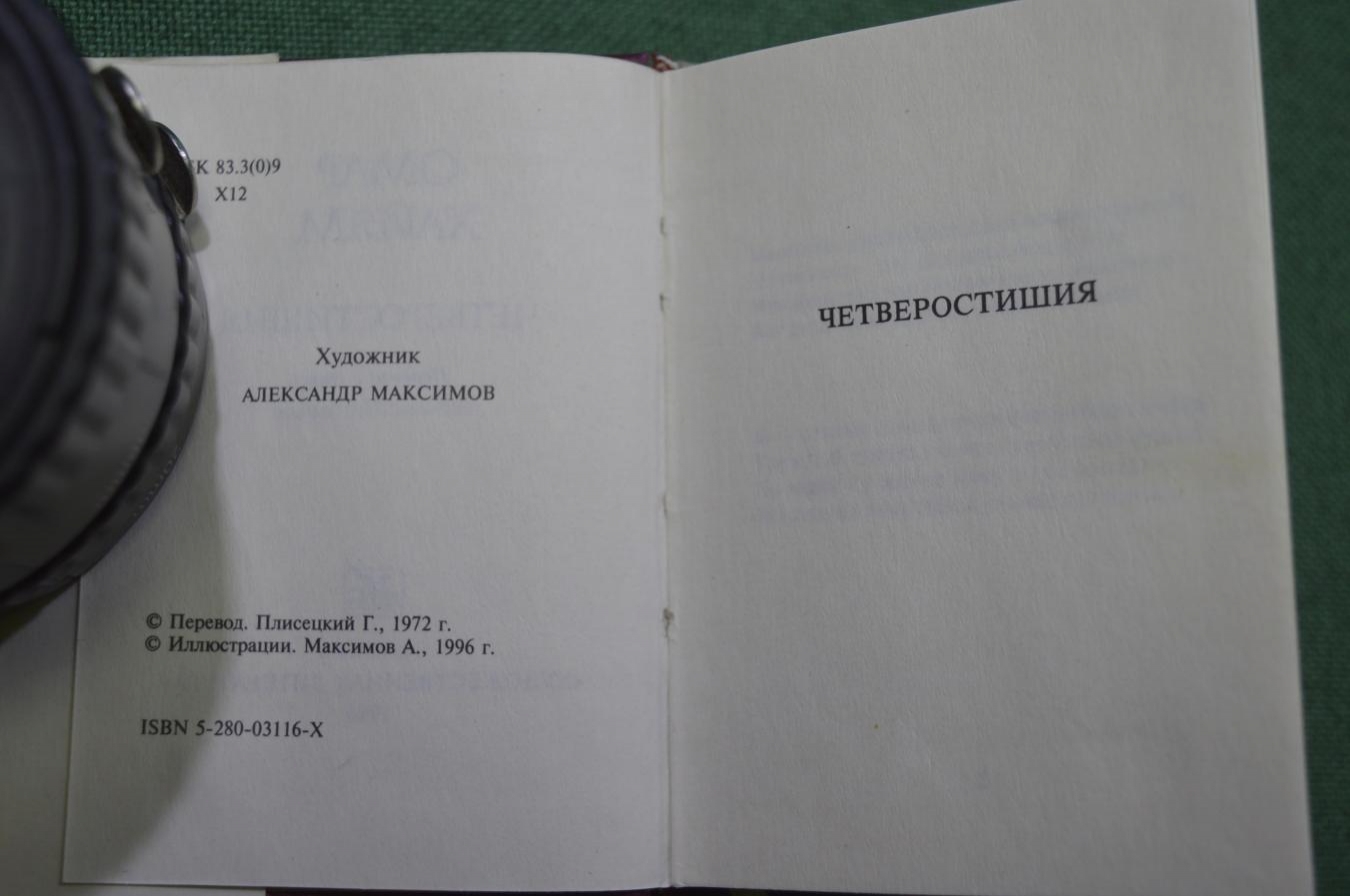 К 83.3(0)9
Х12
Художник
АЛЕКСАНДР МАКСИМОВ
© Перевод. Плисецкий Г., 1972 г.
© Иллюстрации. Максимов А., 1996 г.
ISBN 5-280-03116-X
ЧЕТВЕРОСТИШИЯ